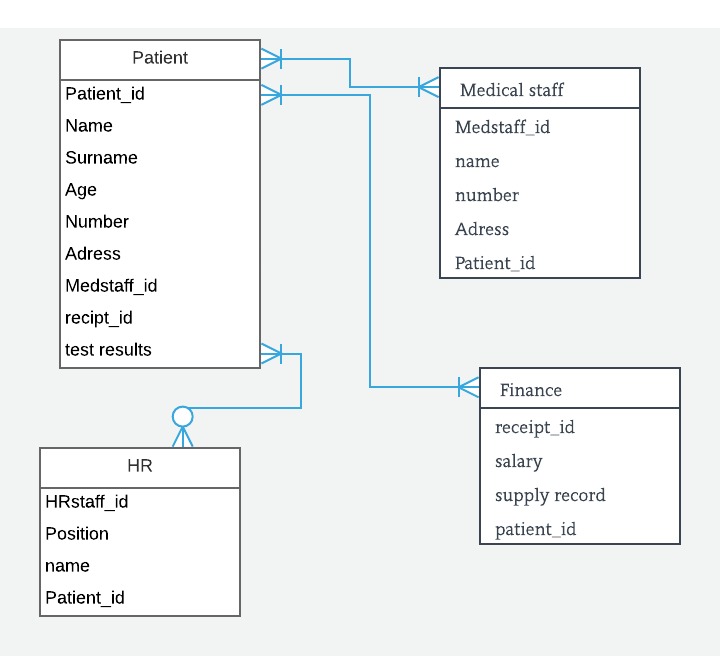 Patient
Patient_id
Name
Surname
Age
Number
Adress
Medstaff_id
recipt_id
test results
Medical staff
Medstaff_id
name
number
Adress
Patient_id
Finance
receipt_id
salary
supply record
patient_id
HR
HRstaff_id
Position
name
Patient_id